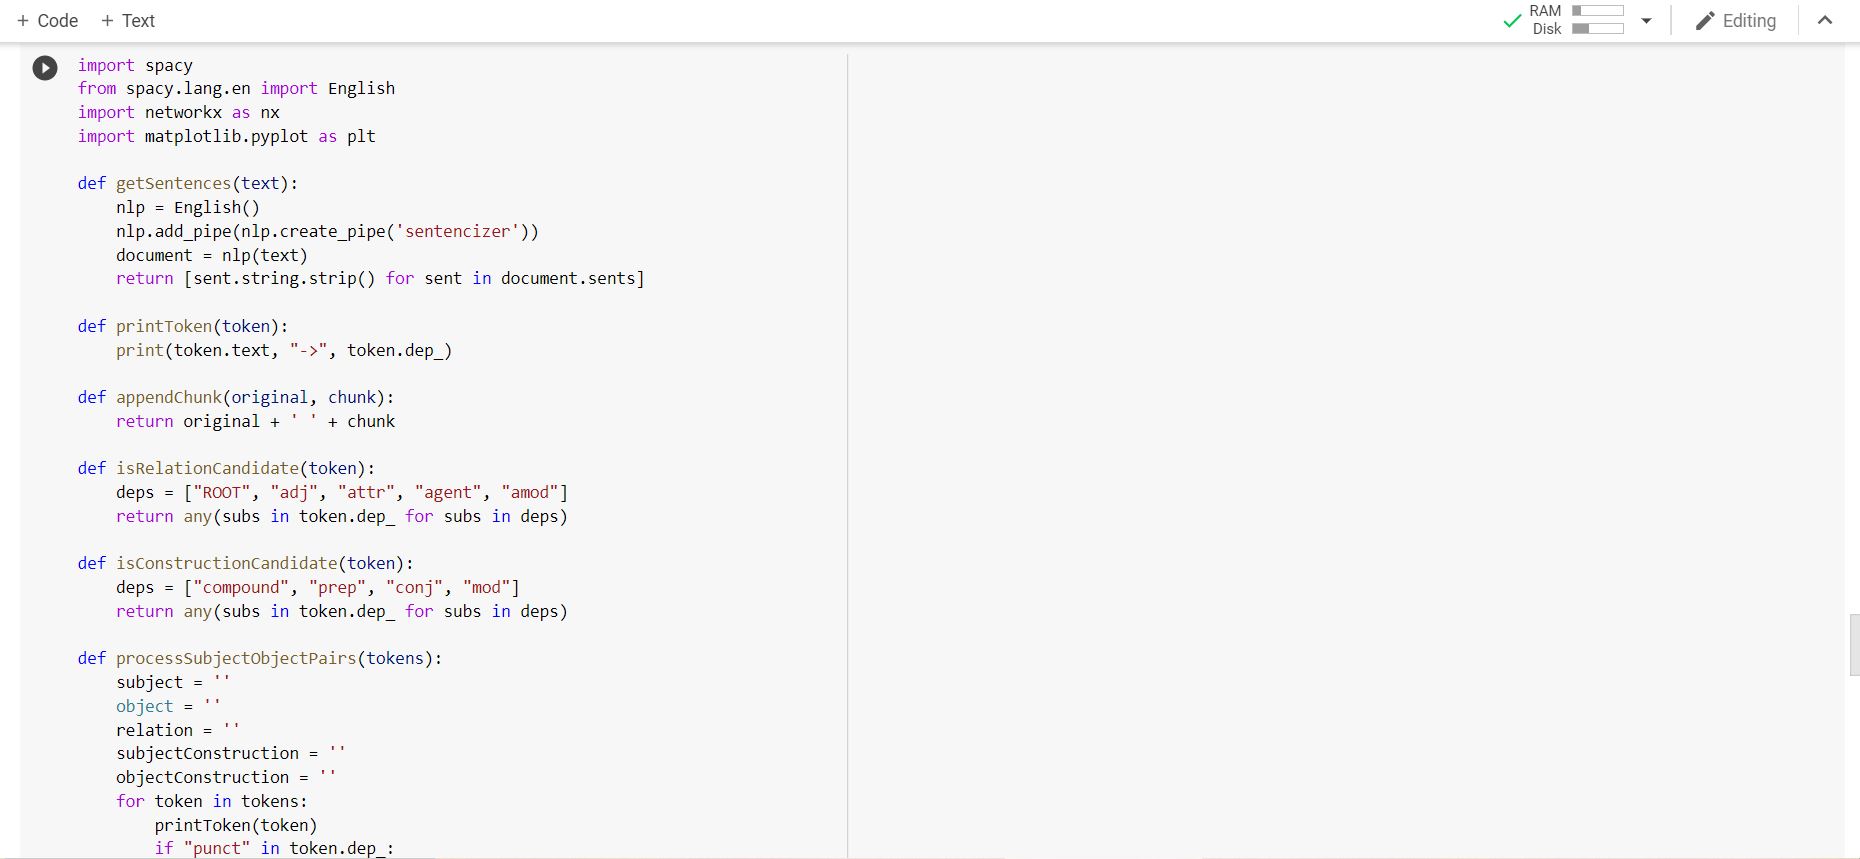 + Code + Text
RAM
Disk
Editing
import spacy
from spacy.lang.en import English
import networkx as nx
import matplotlib.pyplot as plt
def getSentences(text):
    nlp = English()
    nlp.add_pipe(nlp.create_pipe('sentencizer'))
    document = nlp(text)
    return [sent.string.strip() for sent in document.sents]
def printToken(token):
    print(token.text, "->", token.dep_)
def appendChunk(original, chunk):
    return original + ' ' + chunk
def isRelationCandidate(token):
    deps = ["ROOT", "adj", "attr", "agent", "amod"]
    return any(subs in token.dep_ for subs in deps)
def isConstructionCandidate(token):
    deps = ["compound", "prep", "conj", "mod"]
    return any(subs in token.dep_ for subs in deps)
def processSubjectObjectPairs(tokens):
    subject = ''
    object = ''
    relation = ''
    subjectConstruction = ''
    objectConstruction = ''
    for token in tokens:
        printToken(token)
        if "punct" in token.dep_: